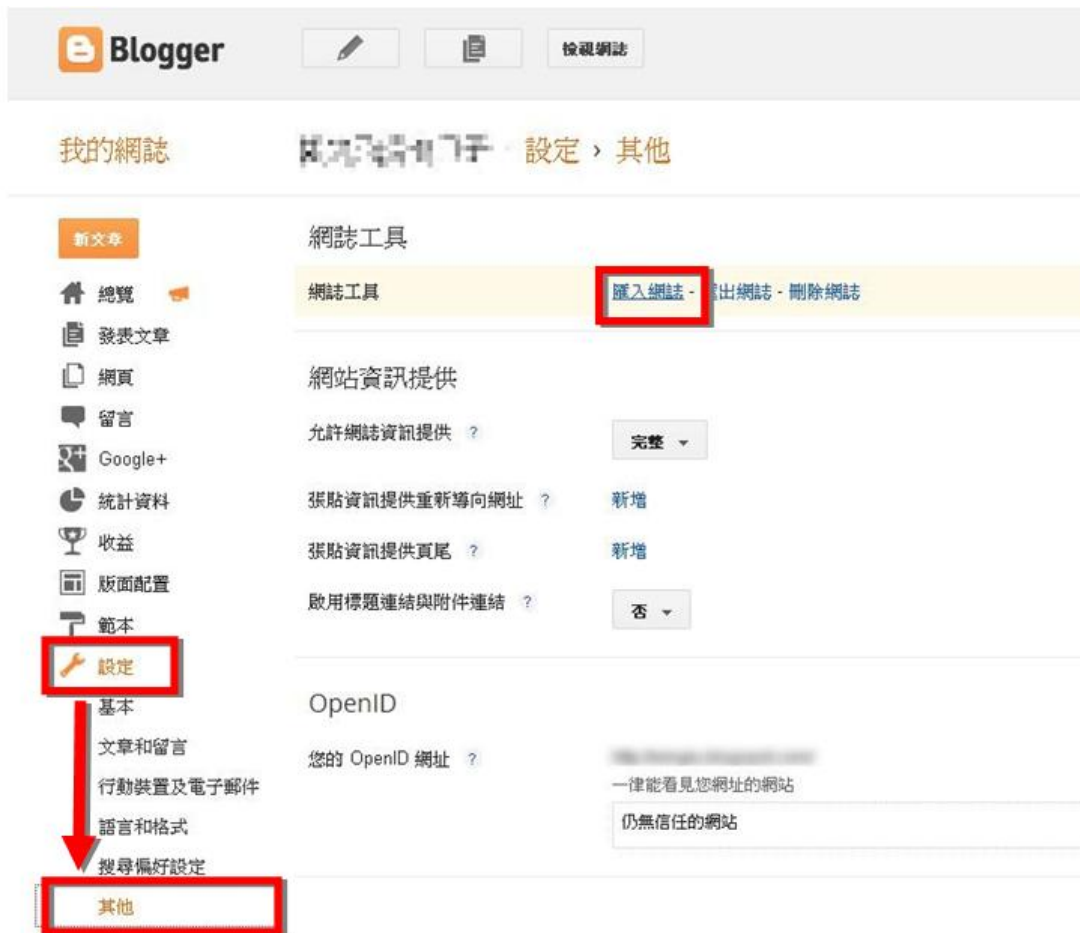 Blogger
檢視網誌
我的網誌
設定 › 其他
新文章
總覽
發表文章
網頁
留言
Google+
統計資料
收益
版面配置
範本
設定
基本
文章和留言
行動裝置及電子郵件
語言和格式
搜尋偏好設定
其他
網誌工具
網誌工具 匯入網誌 - 出網誌 - 刪除網誌
網站資訊提供
允許網誌資訊提供 ? 完整
張貼資訊提供重新導向網址 ? 新增
張貼資訊提供頁尾 ? 新增
啟用標題連結與附件連結 ? 否
OpenID
您的 OpenID 網址 ?
一律能看見您網址的網站
仍無信任的網站